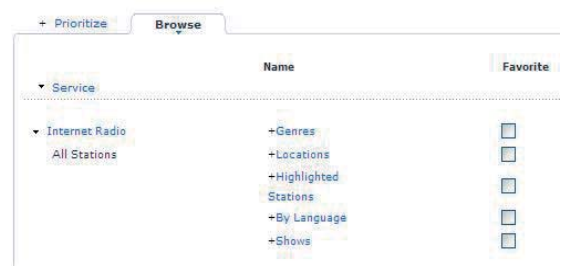 + Prioritize Browse
Name Favorite
Service
Internet Radio +Genres
All Stations +Locations
+Highlighted
Stations
+By Language
+Shows